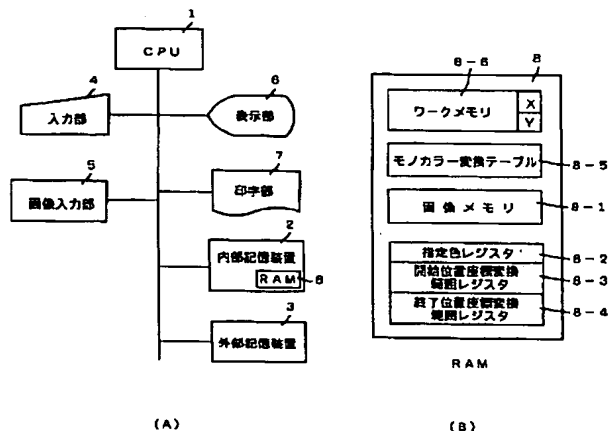 1
CPU
4
入力部
6
表示部
5
画像入力部
7
印字部
2
内部記憶装置
RAM
8
3
外部記憶装置
(A)
8-6
8
ワークメモリ
X
Y
モノカラー変換テーブル
8-5
画像メモリ
8-1
指定色レジスタ
8-2
開始位置座標変換
範囲レジスタ
8-3
終了位置座標変換
範囲レジスタ
8-4
RAM
(B)